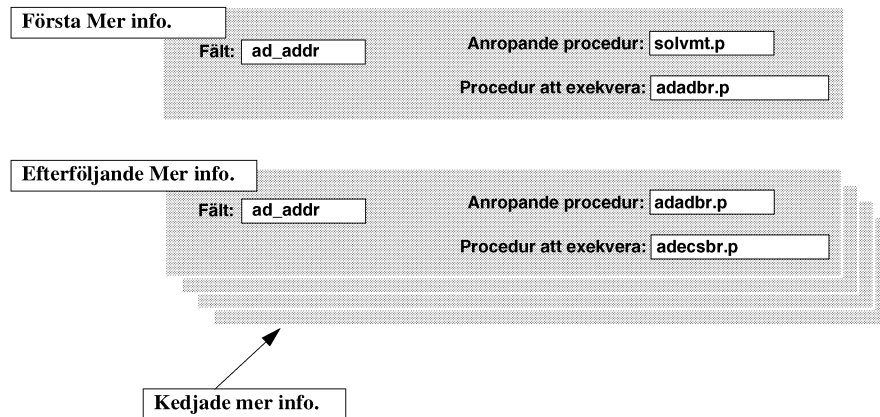 Första Mer info.
Fält: ad_addr Anropande procedur: solvmt.p
Procedur att exekvera: adadbr.p
Efterföljande Mer info.
Fält: ad_addr Anropande procedur: adadbr.p
Procedur att exekvera: adecsbr.p
Kedjade mer info.